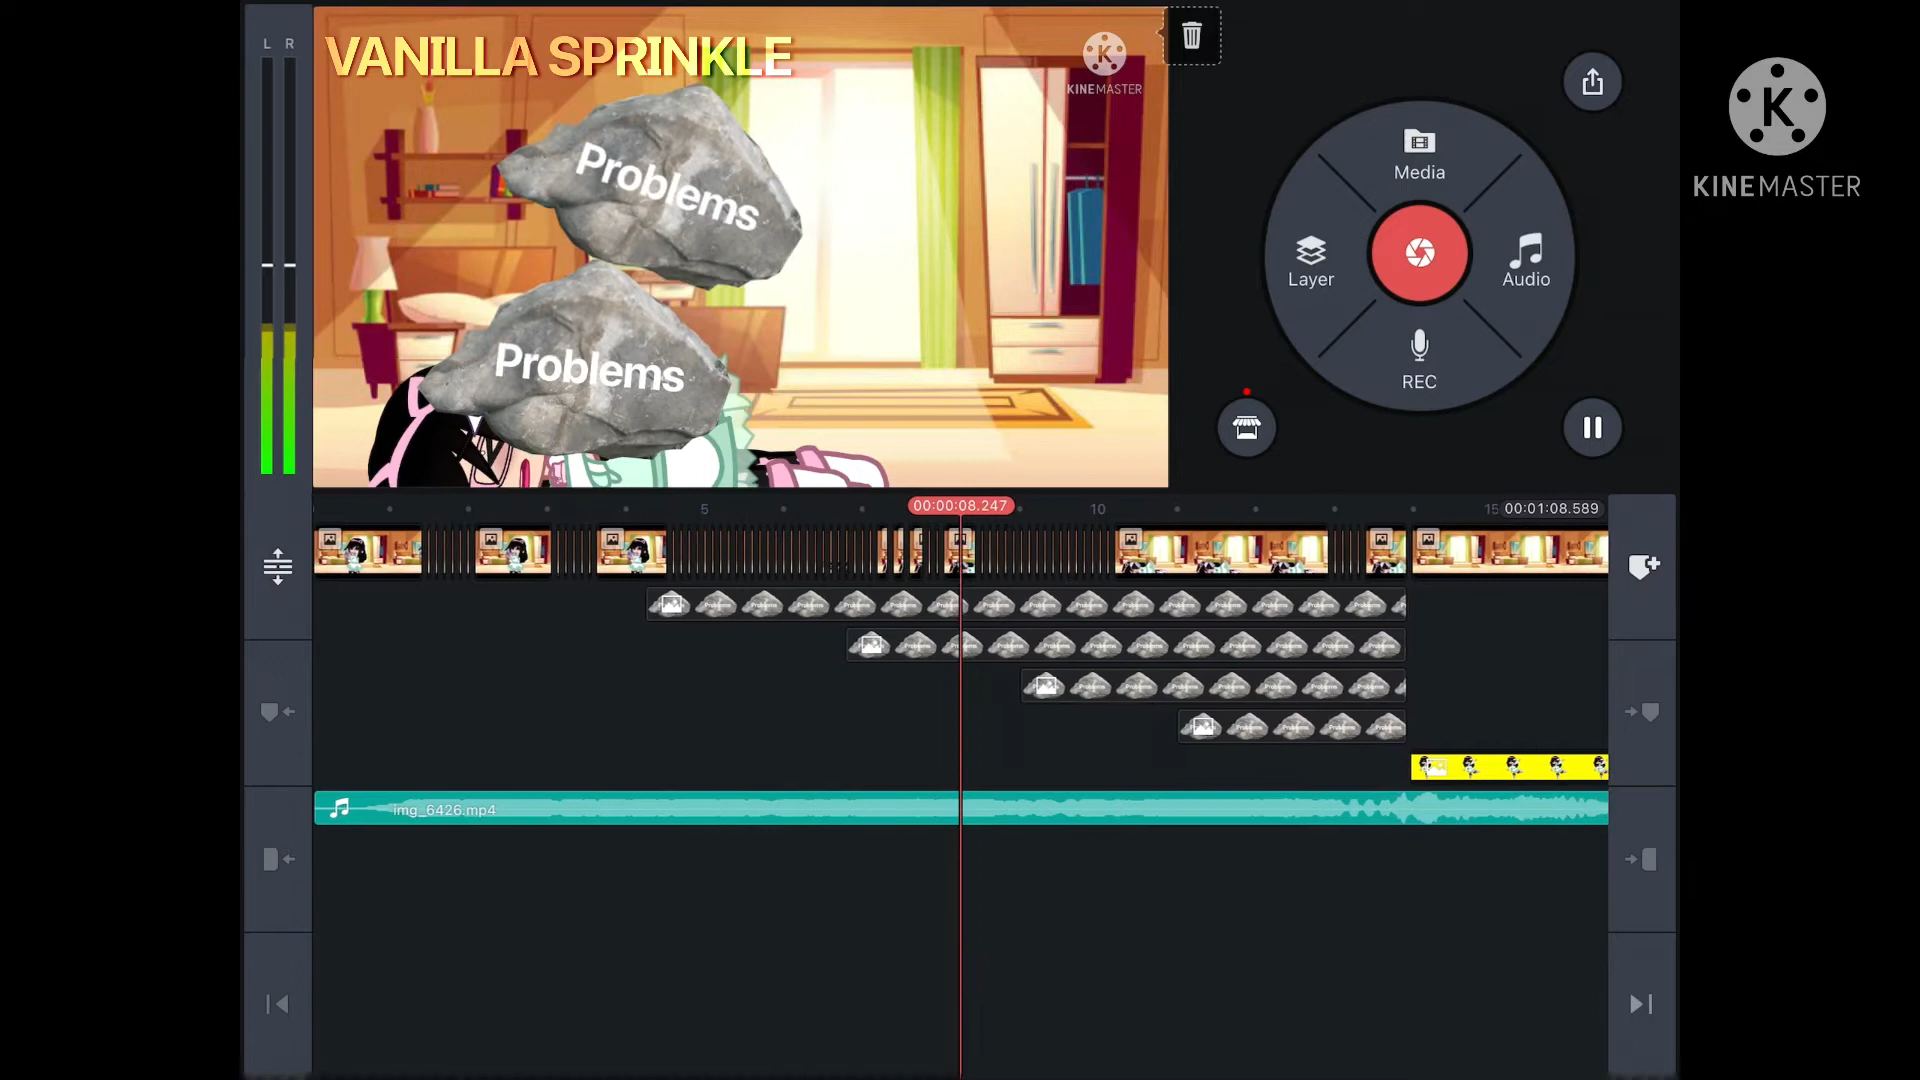 L R
VANILLA SPRINKLE
K
KINEMASTER
Problems
Problems
Media
Layer
Audio
REC
K
KINEMASTER
5
00:00:08.247
10
15
00:01:08.589
img_6426.mp4